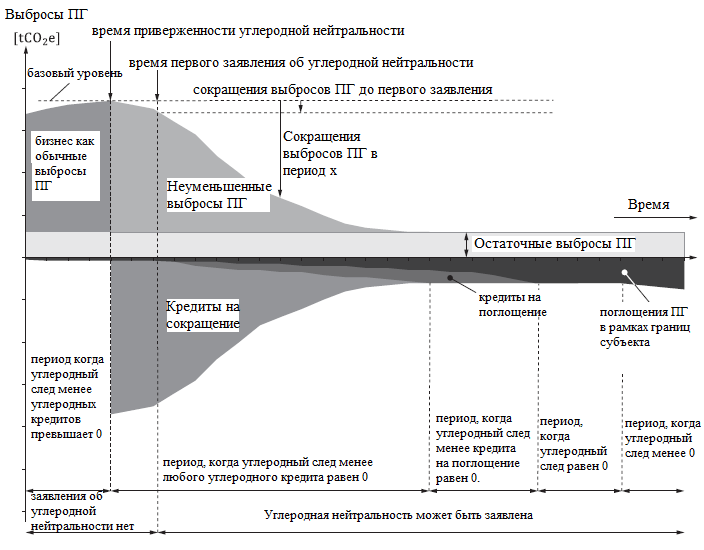 Выбросы ПГ
[tCO₂e]
время приверженности углеродной нейтральности
время первого заявления об углеродной нейтральности
базовый уровень
сокращения выбросов ПГ до первого заявления
бизнес как
обычные
выбросы
ПГ
Сокращения
выбросов ПГ в
период x
Неуменьшенные
выбросы ПГ
Время
Остаточные выбросы ПГ
Кредиты на
сокращение
кредиты на
поглощение
поглощения ПГ
в рамках границ
субъекта
период когда
углеродный
след менее
углеродных
кредитов
превышает 0
период, когда углеродный след менее
любого углеродного кредита равен 0
период, когда
углеродный след
менее кредита
на поглощение
равен 0.
период,
когда
углеродный
след равен 0
период, когда
углеродный
след менее 0
заявления об
углеродной
нейтральности нет
Углеродная нейтральность может быть заявлена